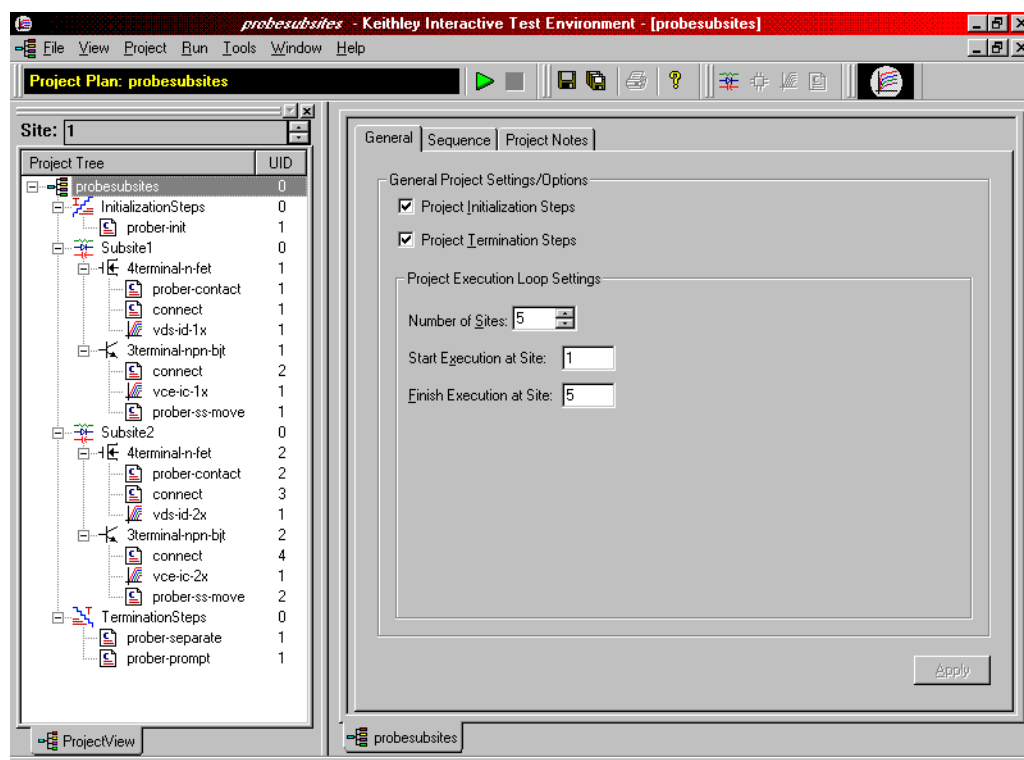 probesubsites - Keithley Interactive Test Environment - [probesubsites]
File View Project Run Tools Window Help
Project Plan: probesubsites
Site: 1
Project Tree UID
probesubsites 0
InitializationSteps 0
prober-init 1
Subsite1 0
4terminal-n-fet 1
prober-contact 1
connect 1
vds-id-1x 1
3terminal-npn-bjt 1
connect 2
vce-ic-1x 1
prober-ss-move 1
Subsite2 0
4terminal-n-fet 2
prober-contact 2
connect 3
vds-id-2x 1
3terminal-npn-bjt 2
connect 4
vce-ic-2x 1
prober-ss-move 2
TerminationSteps 0
prober-separate 1
prober-prompt 1
ProjectView
General Sequence Project Notes
General Project Settings/Options
Project Initialization Steps
Project Termination Steps
Project Execution Loop Settings
Number of Sites: 5
Start Execution at Site: 1
Finish Execution at Site: 5
Apply
probesubsites